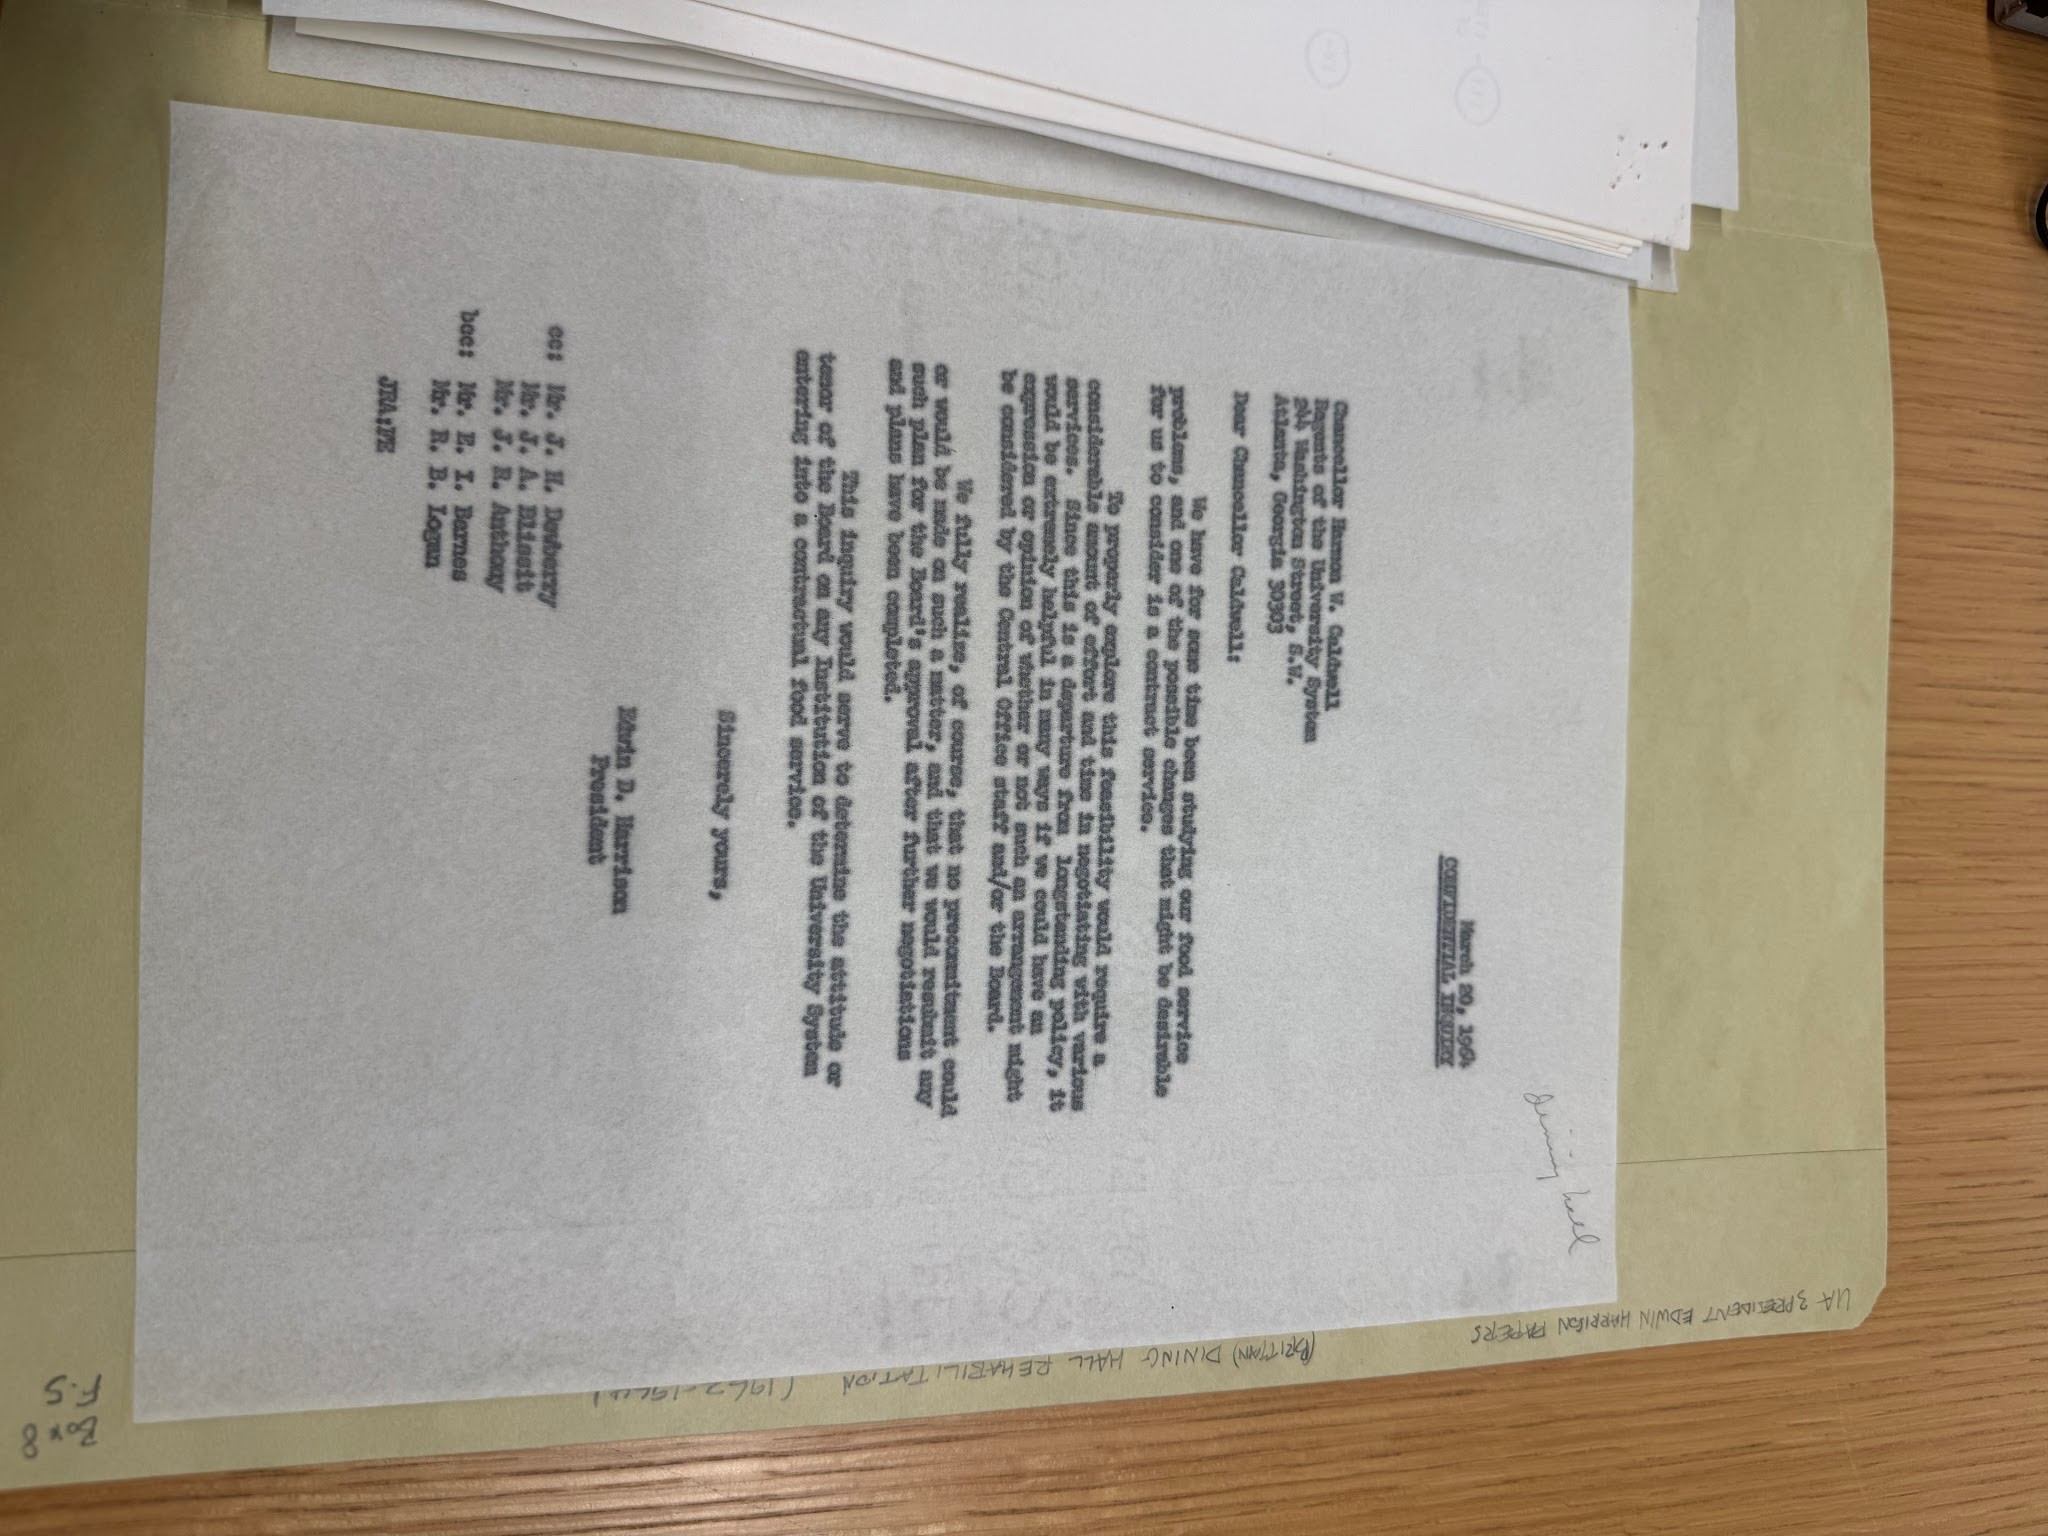 dining hall
March 20, 1964
CONFIDENTIAL INQUIRY
Chancellor Harmon W. Caldwell
Regents of the University System
244 Washington Street, S.W.
Atlanta, Georgia 30303
Dear Chancellor Caldwell:
We have for some time been studying our food service
problems, and one of the possible changes that might be desirable
for us to consider is a contract service.
To properly explore this feasibility would require a
considerable amount of effort and time in negotiating with various
services. Since this is a departure from longstanding policy, it
would be extremely helpful in many ways if we could have an
expression or opinion of whether or not such an arrangement might
be considered by the Central Office staff and/or the Board.
We fully realize, of course, that no precommitment could
or would be made on such a matter, and that we would resubmit any
such plan for the Board's approval after further negotiations
and plans have been completed.
This inquiry would serve to determine the attitude or
tenor of the Board on any Institution of the University System
entering into a contractual food service.
Sincerely yours,
Edwin D. Harrison
President
cc: Mr. J. H. Dewberry
Mr. J. A. Eliseit
Mr. J. R. Anthony
bcc: Mr. E. I. Barnes
Mr. R. B. Logan
JRA:FE
UA 3 PRESIDENT EDWIN HARRISON PAPERS
(BRITTIAN) DINING HALL REHABILITATION (1962-1964)
Box 8
F.5